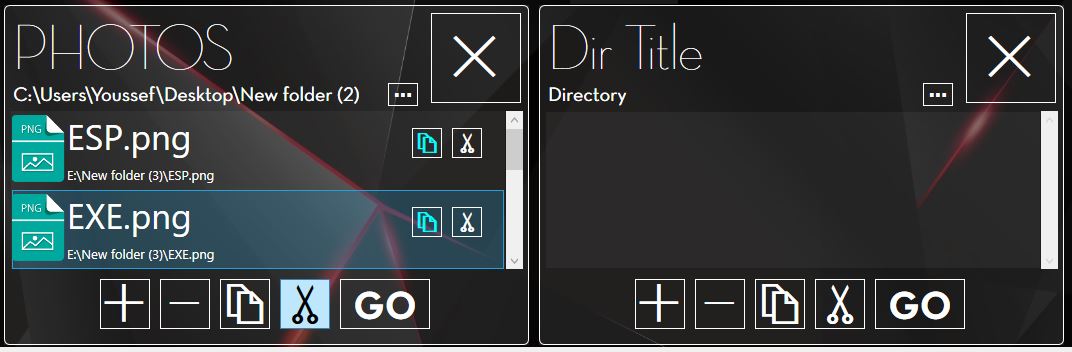 PHOTOS
C:\Users\Youssef\Desktop\New folder (2)
...
PNG
ESP.png
E:\New folder (3)\ESP.png
PNG
EXE.png
E:\New folder (3)\EXE.png
GO
Dir Title
Directory
...
GO